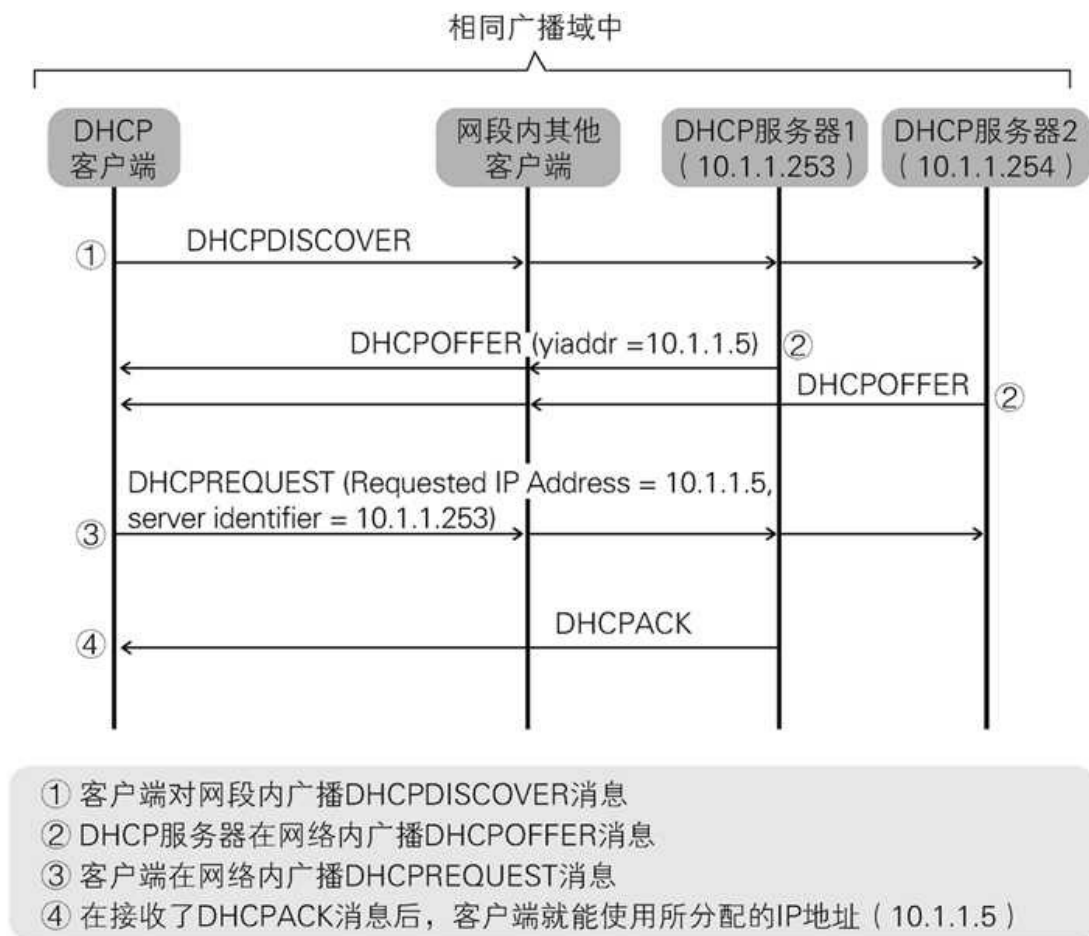 相同广播域中
DHCP
客户端
网段内其他
客户端
DHCP服务器1
（10.1.1.253）
DHCP服务器2
（10.1.1.254）
① DHCPDISCOVER
DHCPOFFER (yiaddr =10.1.1.5) ②
DHCPOFFER ②
DHCPREQUEST (Requested IP Address = 10.1.1.5,
server identifier = 10.1.1.253)
③
DHCPACK
④
① 客户端对网段内广播DHCPDISCOVER消息
② DHCP服务器在网络内广播DHCPOFFER消息
③ 客户端在网络内广播DHCPREQUEST消息
④ 在接收了DHCPACK消息后，客户端就能使用所分配的IP地址（10.1.1.5）